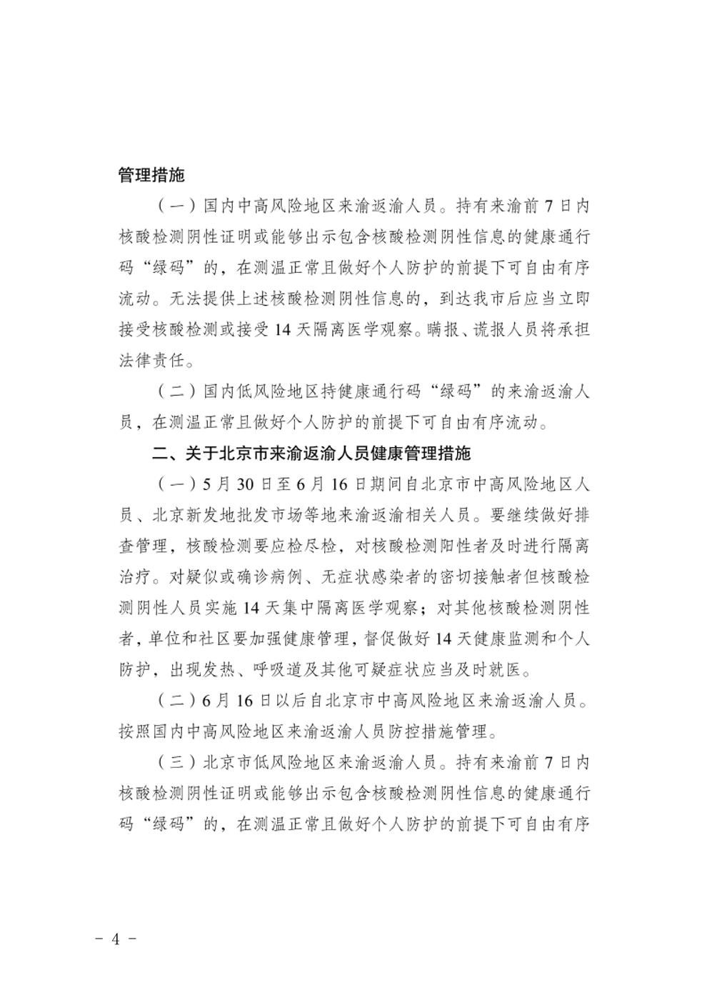 管理措施
（一）国内中高风险地区来渝返渝人员。持有来渝前 7 日内
核酸检测阴性证明或能够出示包含核酸检测阴性信息的健康通行
码“绿码”的，在测温正常且做好个人防护的前提下可自由有序
流动。无法提供上述核酸检测阴性信息的，到达我市后应当立即
接受核酸检测或接受 14 天隔离医学观察。瞒报、谎报人员将承担
法律责任。
（二）国内低风险地区持健康通行码“绿码”的来渝返渝人
员，在测温正常且做好个人防护的前提下可自由有序流动。
二、关于北京市来渝返渝人员健康管理措施
（一）5 月 30 日至 6 月 16 日期间自北京市中高风险地区人
员、北京新发地批发市场等地来渝返渝相关人员。要继续做好排
查管理，核酸检测要应检尽检，对核酸检测阳性者及时进行隔离
治疗。对疑似或确诊病例、无症状感染者的密切接触者但核酸检
测阴性人员实施 14 天集中隔离医学观察；对其他核酸检测阴性
者，单位和社区要加强健康管理，督促做好 14 天健康监测和个人
防护，出现发热、呼吸道及其他可疑症状应当及时就医。
（二）6 月 16 日以后自北京市中高风险地区来渝返渝人员。
按照国内中高风险地区来渝返渝人员防控措施管理。
（三）北京市低风险地区来渝返渝人员。持有来渝前 7 日内
核酸检测阴性证明或能够出示包含核酸检测阴性信息的健康通行
码“绿码”的，在测温正常且做好个人防护的前提下可自由有序
- 4 -